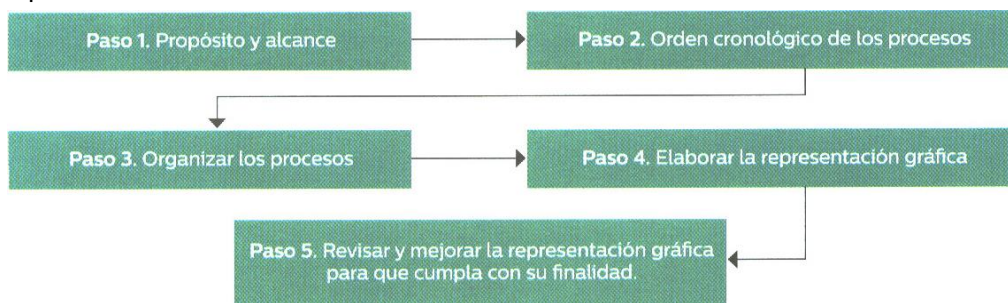 Paso 1. Propósito y alcance
Paso 2. Orden cronológico de los procesos
Paso 3. Organizar los procesos
Paso 4. Elaborar la representación gráfica
Paso 5. Revisar y mejorar la representación gráfica
para que cumpla con su finalidad.